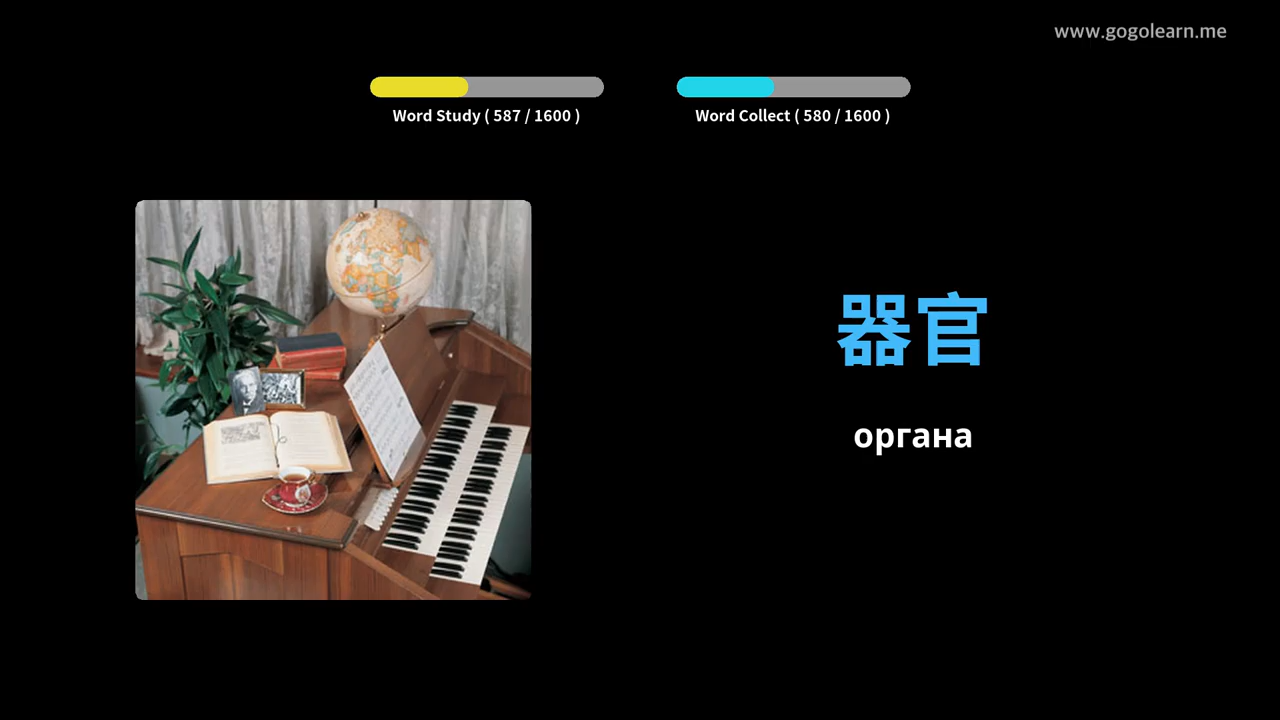 www.gogolearn.me
Word Study ( 587 / 1600 )
Word Collect ( 580 / 1600 )
器官
органа